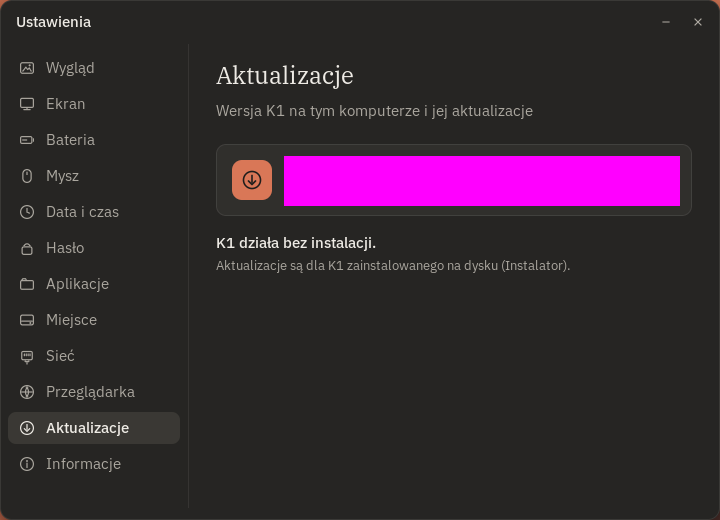 Ustawienia
Wygląd
Ekran
Bateria
Mysz
Data i czas
Hasło
Aplikacje
Miejsce
Sieć
Przeglądarka
Aktualizacje
Informacje
Aktualizacje
Wersja K1 na tym komputerze i jej aktualizacje
K1 działa bez instalacji.
Aktualizacje są dla K1 zainstalowanego na dysku (Instalator).